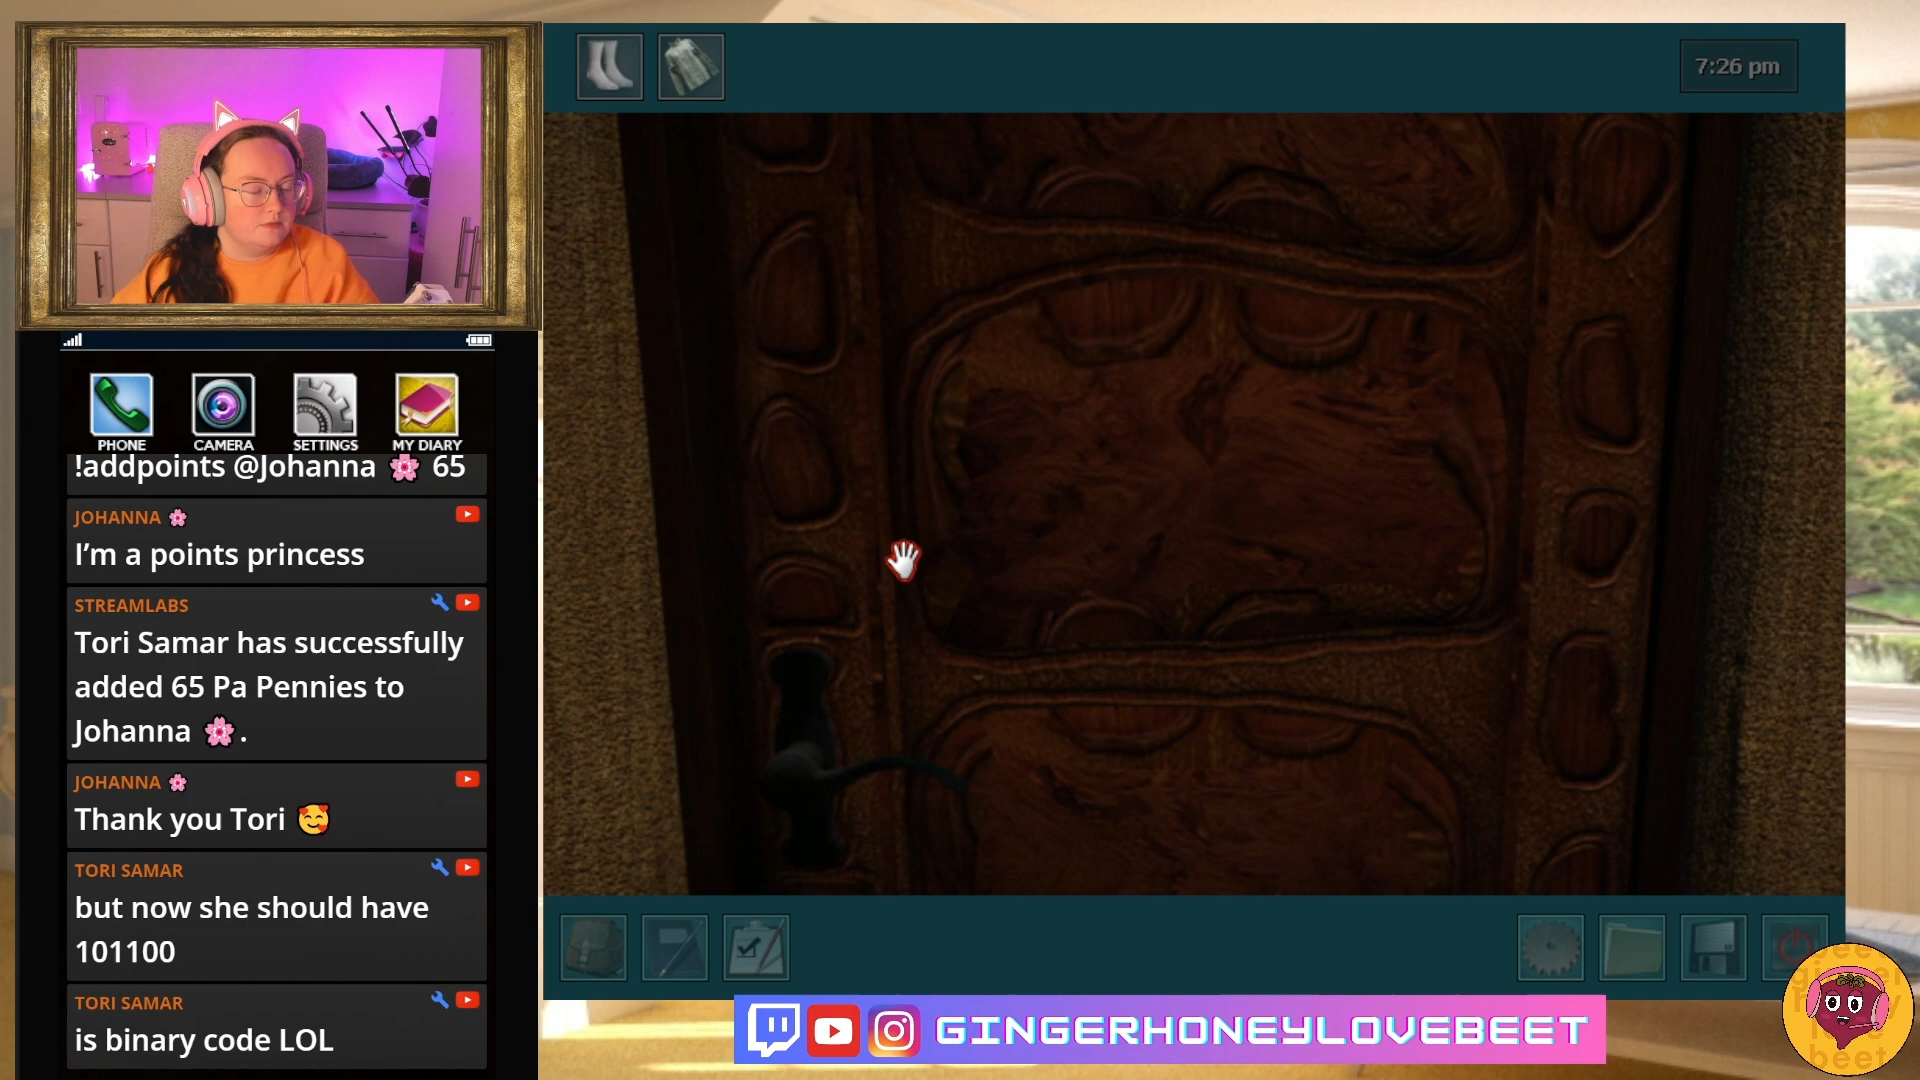 7:26 pm
PHONE
CAMERA
SETTINGS
MY DIARY
!addpoints @Johanna 🌸 65
JOHANNA 🌸
I'm a points princess
STREAMLABS
Tori Samar has successfully
added 65 Pa Pennies to
Johanna 🌸.
JOHANNA 🌸
Thank you Tori 🥰
TORI SAMAR
but now she should have
101100
TORI SAMAR
is binary code LOL
GINGERHONEYLOVEBEET
beet